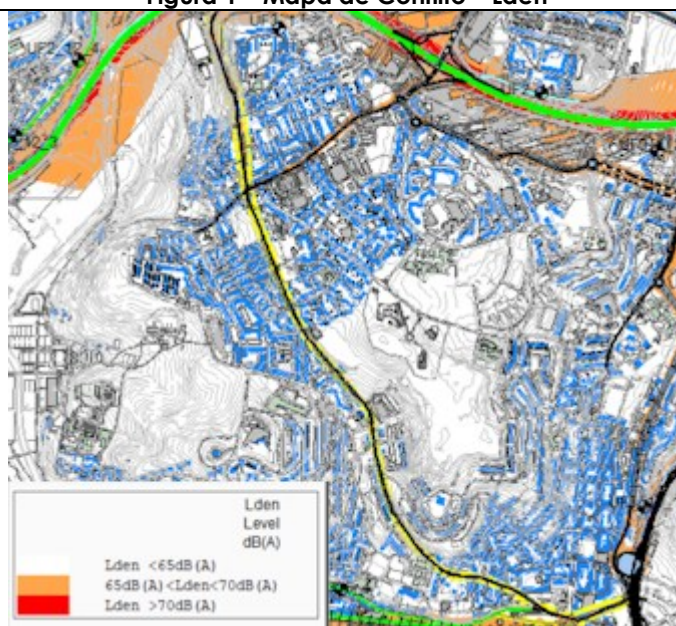 Figura 1 – Mapa de Conflito - Lden
Lden
Level
dB(A)
Lden <65dB(A)
65dB(A)<Lden<70dB(A)
Lden >70dB(A)